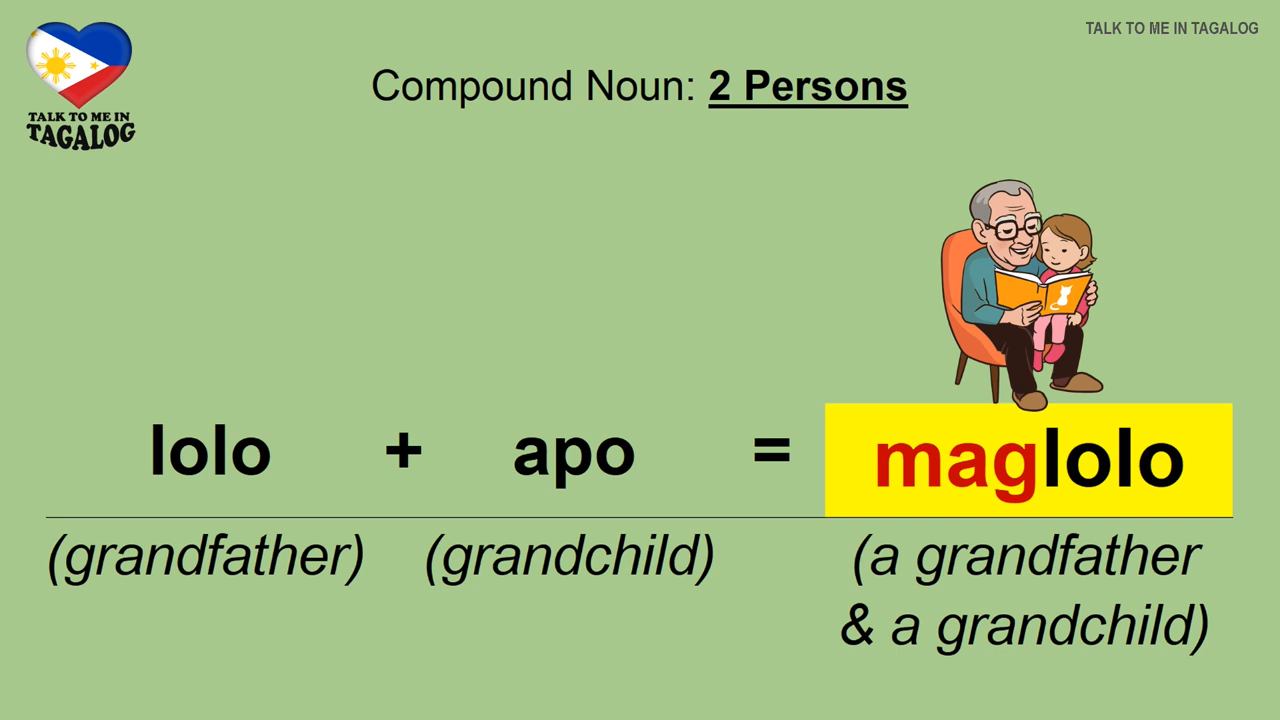 TALK TO ME IN TAGALOG
TALK TO ME IN
TAGALOG
Compound Noun: 2 Persons
lolo + apo = maglolo
(grandfather) (grandchild) (a grandfather
& a grandchild)